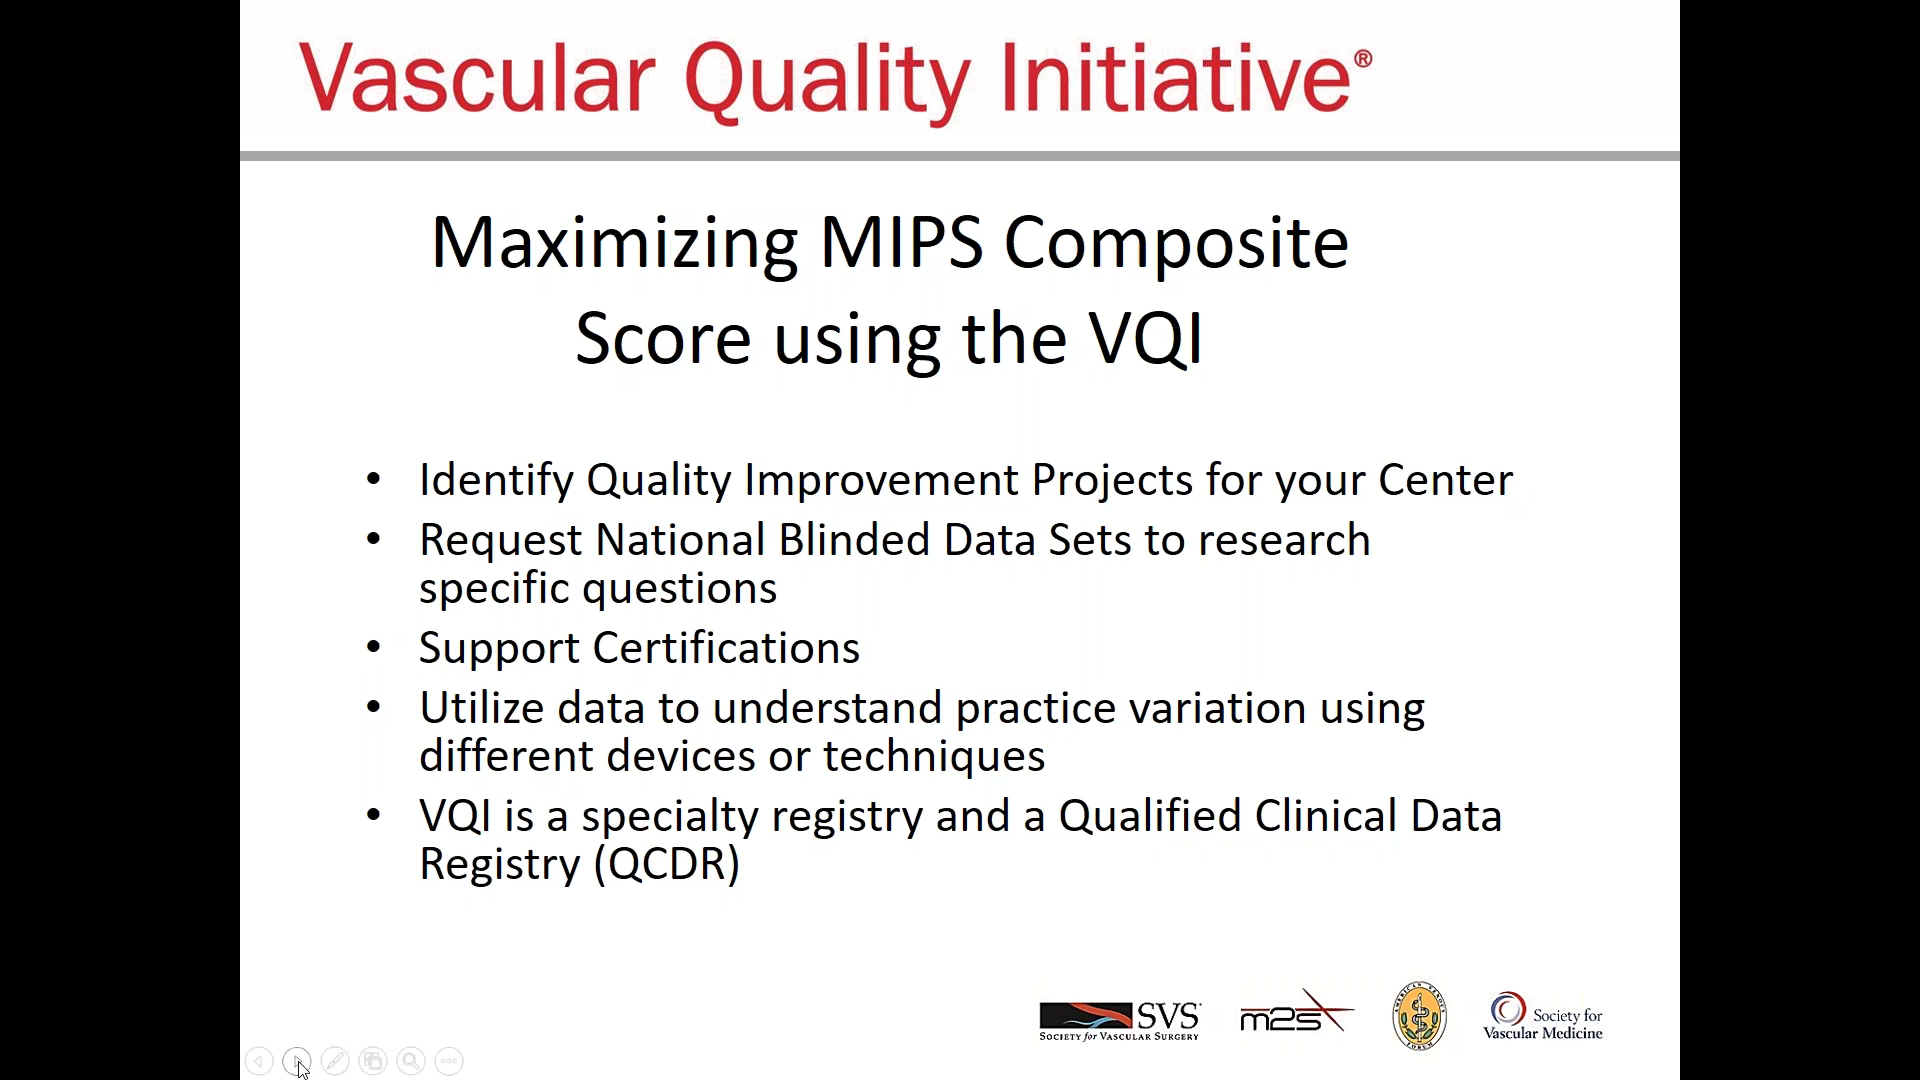 Vascular Quality Initiative®
Maximizing MIPS Composite
Score using the VQI
• Identify Quality Improvement Projects for your Center
• Request National Blinded Data Sets to research
specific questions
• Support Certifications
• Utilize data to understand practice variation using
different devices or techniques
• VQI is a specialty registry and a Qualified Clinical Data
Registry (QCDR)
SVS
Society for Vascular Surgery
m2s
AMERICAN VENOUS
FORUM
Society for
Vascular Medicine